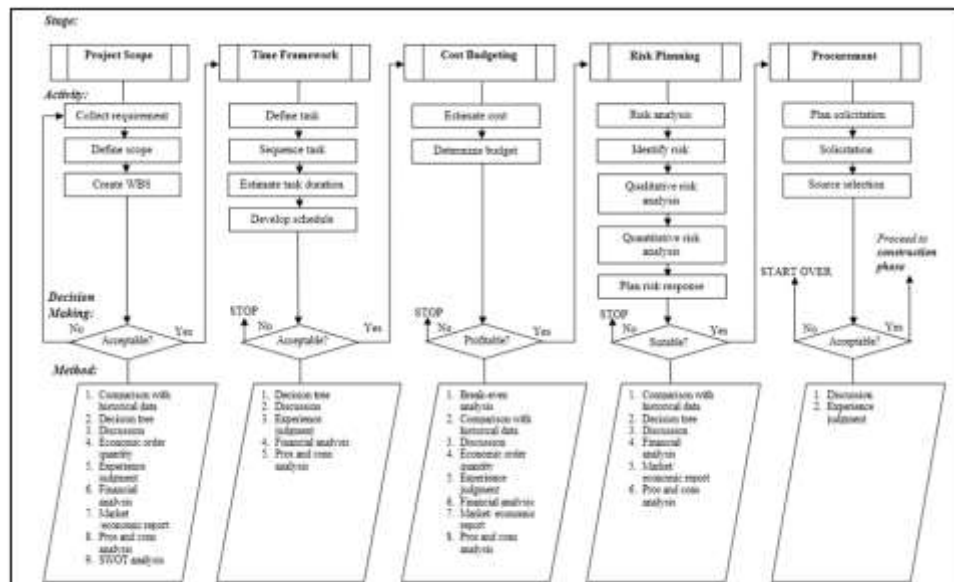 Stage:
Project Scope
Time Framework
Cost Budgeting
Risk Planning
Procurement
Activity:
Collect requirement
Define scope
Create WBS
Define task
Sequence task
Estimate task duration
Develop schedule
Estimate cost
Determine budget
Risk analysis
Identify risk
Qualitative risk
analysis
Quantitative risk
analysis
Plan risk response
Plan solicitation
Solicitation
Source selection
Decision
Making:
No
Acceptable?
Yes
STOP
No
Acceptable?
Yes
STOP
No
Profitable?
Yes
STOP
No
Suitable?
Yes
START OVER
Proceed to
construction
phase
No
Acceptable?
Yes
Method:
1. Comparison with
historical data
2. Decision tree
3. Discussion
4. Economic order
quantity
5. Experience
judgment
6. Financial
analysis
7. Market
economic report
8. Pros and cons
analysis
9. SWOT analysis
1. Decision tree
2. Discussion
3. Experience
judgment
4. Financial analysis
5. Pros and cons
analysis
1. Break-even
analysis
2. Comparison with
historical data
3. Discussion
4. Economic order
quantity
5. Experience
judgment
6. Financial analysis
7. Market economic
report
8. Pros and cons
analysis
1. Comparison with
historical data
2. Decision tree
3. Discussion
4. Financial
analysis
5. Market
economic report
6. Pros and cons
analysis
1. Discussion
2. Experience
judgment